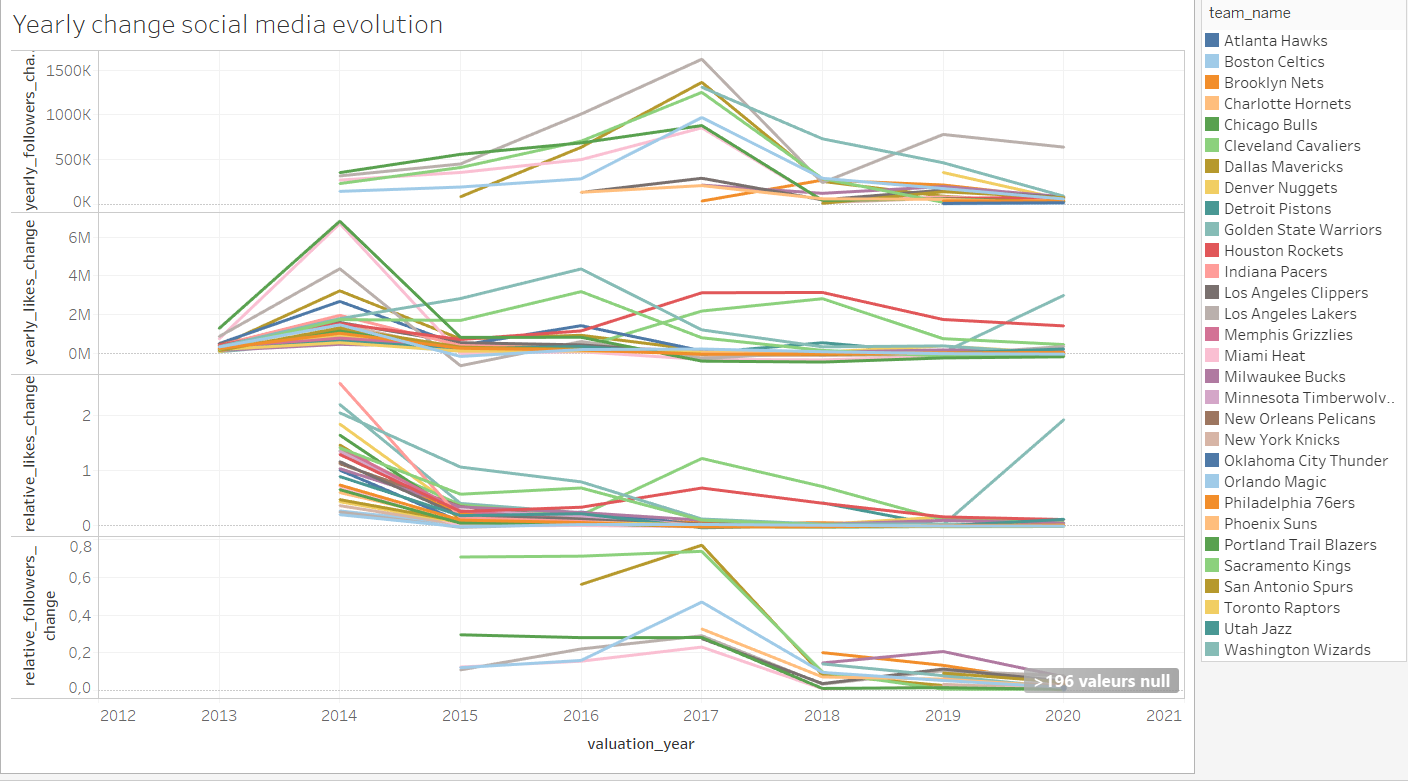 Yearly change social media evolution
yearly_followers_cha..
1500K
1000K
500K
0K
yearly_likes_change
6M
4M
2M
0M
relative_likes_change
2
1
0
relative_followers_
change
0,8
0,6
0,4
0,2
0,0
>196 valeurs null
2012 2013 2014 2015 2016 2017 2018 2019 2020 2021
valuation_year
team_name
Atlanta Hawks
Boston Celtics
Brooklyn Nets
Charlotte Hornets
Chicago Bulls
Cleveland Cavaliers
Dallas Mavericks
Denver Nuggets
Detroit Pistons
Golden State Warriors
Houston Rockets
Indiana Pacers
Los Angeles Clippers
Los Angeles Lakers
Memphis Grizzlies
Miami Heat
Milwaukee Bucks
Minnesota Timberwolv..
New Orleans Pelicans
New York Knicks
Oklahoma City Thunder
Orlando Magic
Philadelphia 76ers
Phoenix Suns
Portland Trail Blazers
Sacramento Kings
San Antonio Spurs
Toronto Raptors
Utah Jazz
Washington Wizards